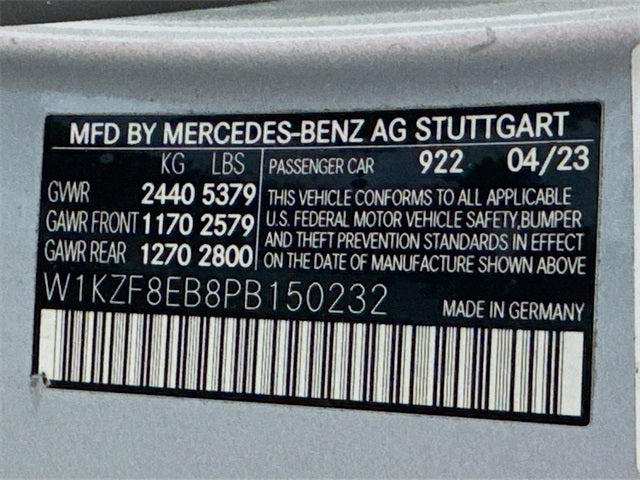 MFD BY MERCEDES-BENZ AG STUTTGART
KG LBS
GVWR 2440 5379
GAWR FRONT 1170 2579
GAWR REAR 1270 2800
PASSENGER CAR 922 04/23
THIS VEHICLE CONFORMS TO ALL APPLICABLE
U.S. FEDERAL MOTOR VEHICLE SAFETY,BUMPER
AND THEFT PREVENTION STANDARDS IN EFFECT
ON THE DATE OF MANUFACTURE SHOWN ABOVE
W1KZF8EB8PB150232
MADE IN GERMANY